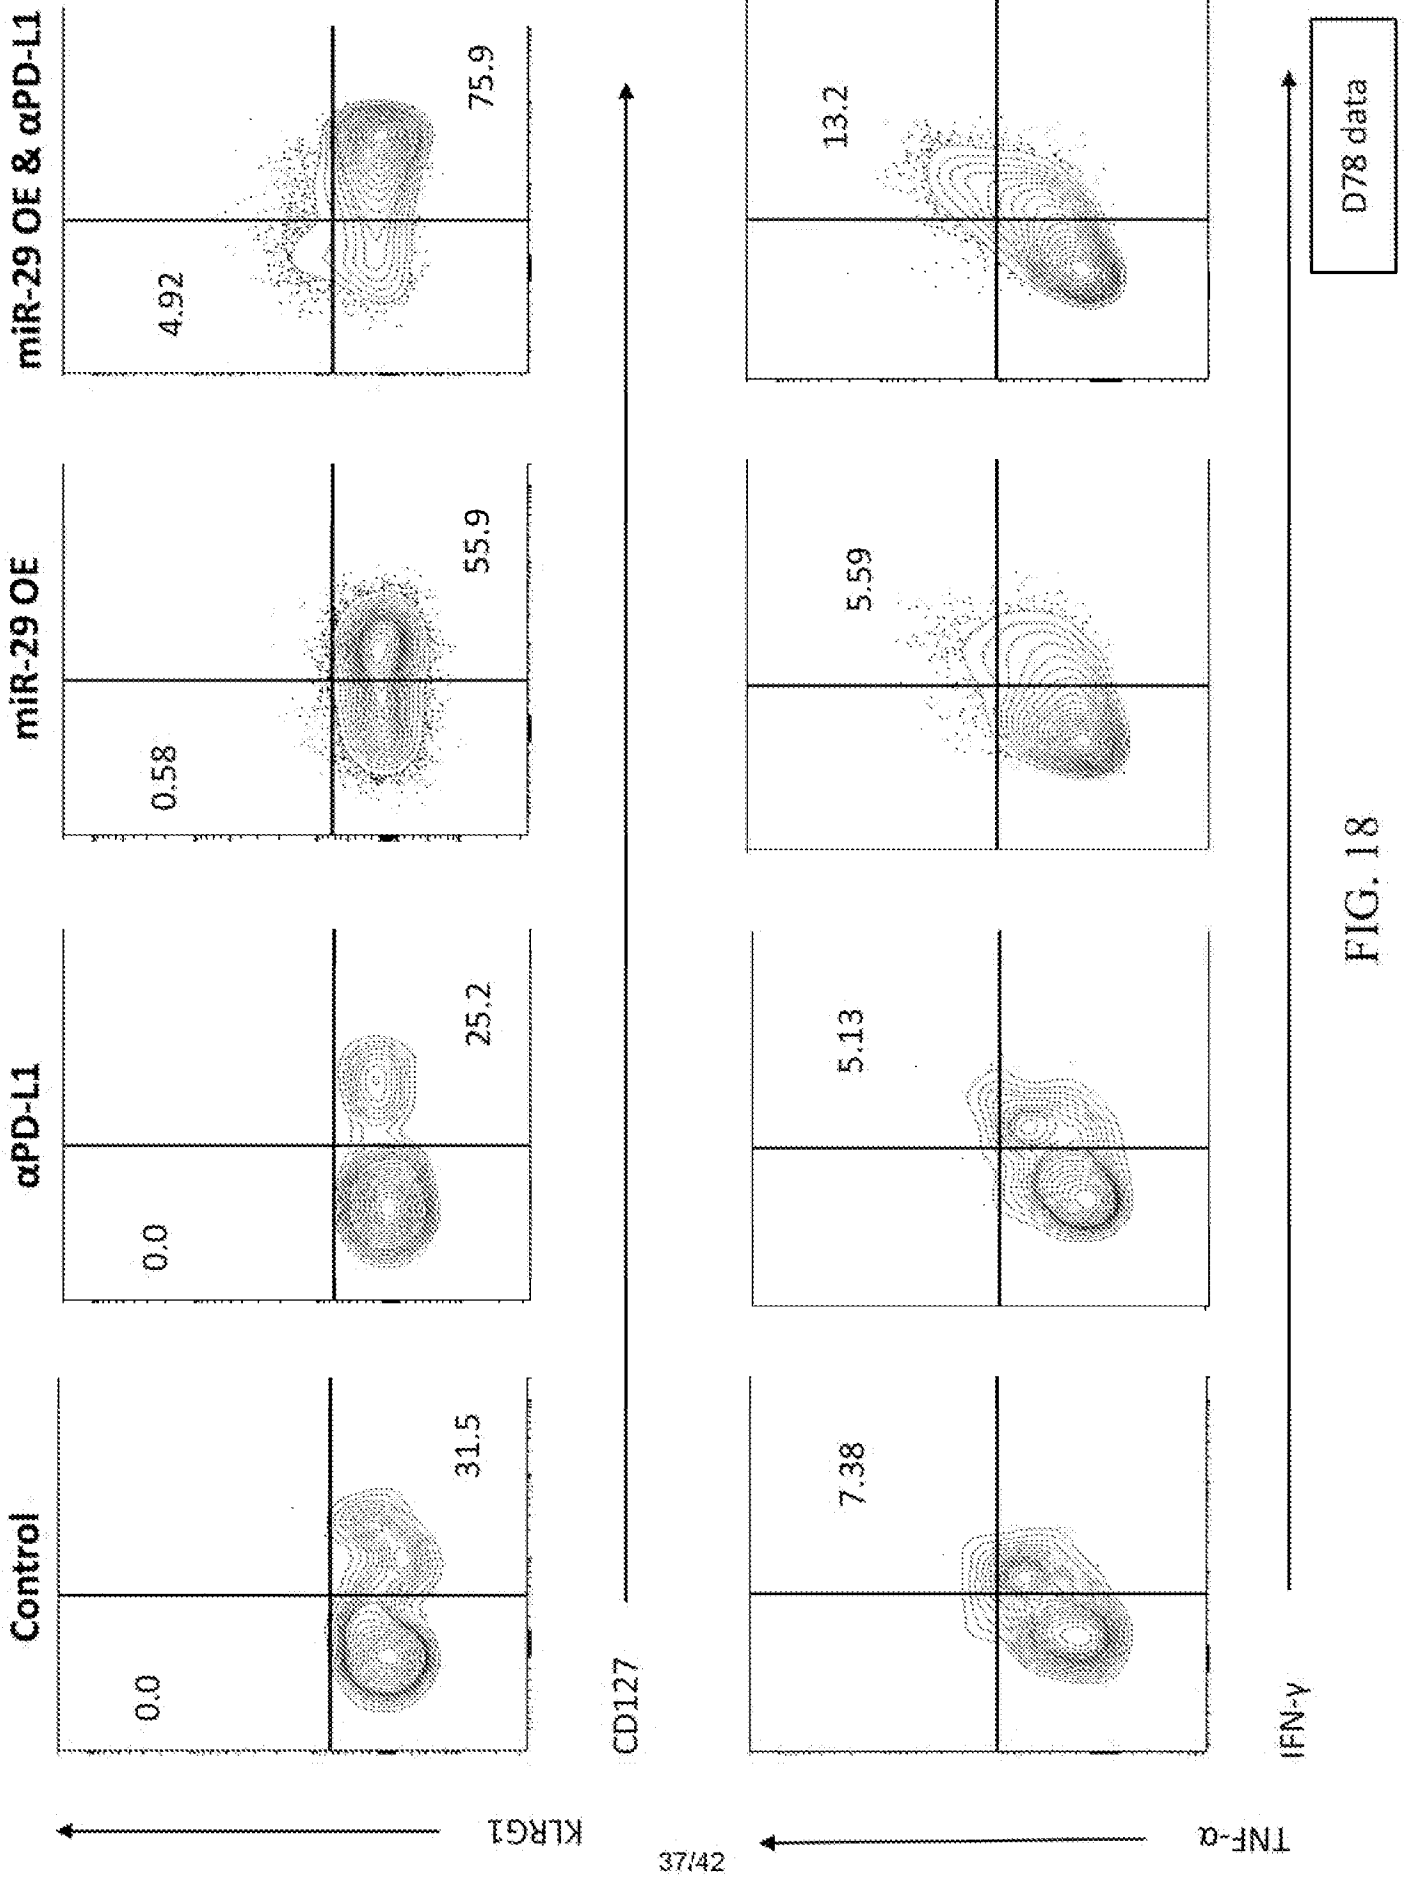 Control
αPD-L1
miR-29 OE
miR-29 OE & αPD-L1
KLRG1
0.0
31.5
0.0
25.2
0.58
55.9
4.92
75.9
CD127
TNF-α
7.38
5.13
5.59
13.2
IFN-γ
D78 data
FIG. 18
37/42